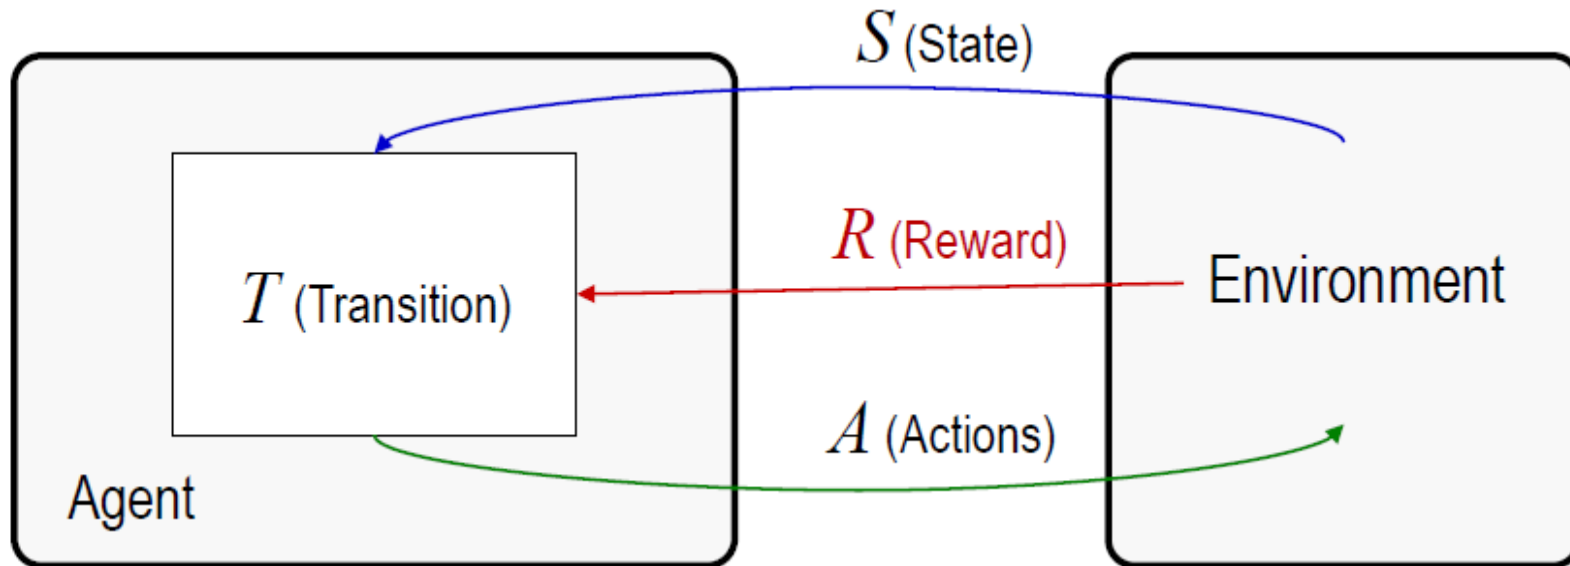 S (State)
R (Reward)
T (Transition)
Environment
A (Actions)
Agent